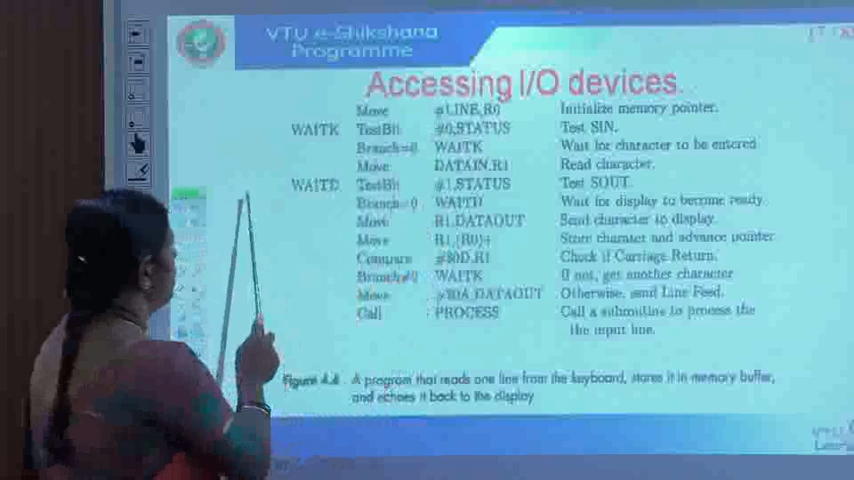 VTU e-Shikshana
Programme
Accessing I/O devices.
Move #LINE,R0 Initialize memory pointer.
WAITK TestBit #0,STATUS Test SIN.
Branch=0 WAITK Wait for character to be entered
Move DATAIN,R1 Read character.
WAITD TestBit #1,STATUS Test SOUT.
Branch=0 WAITD Wait for display to become ready.
Move R1,DATAOUT Send character to display.
Move R1,(R0)+ Store charater and advance pointer
Compare #$0D,R1 Check if Carriage Return.
Branch≠0 WAITK If not, get another character
Move #$0A,DATAOUT Otherwise, send Line Feed.
Call PROCESS Call a subroutine to process the
the input line.
Figure 4.4 A program that reads one line from the keyboard, stores it in memory buffer,
and echoes it back to the display